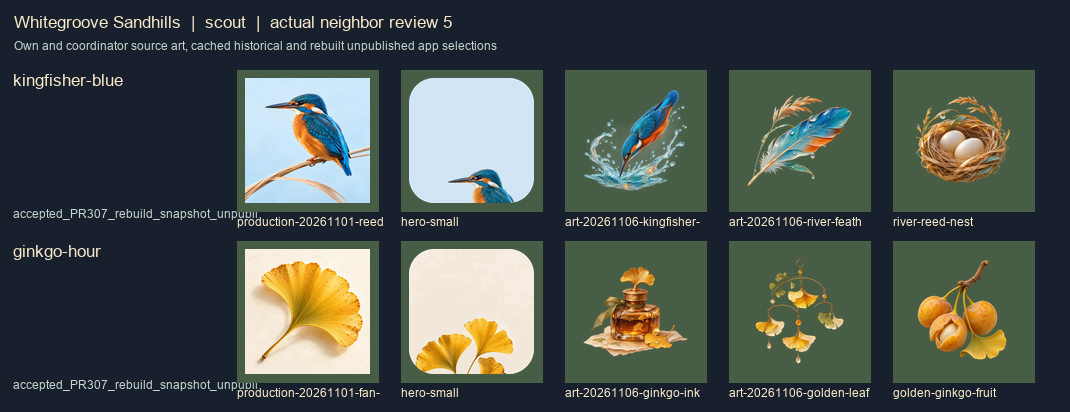 Whitegroove Sandhills | scout | actual neighbor review 5
Own and coordinator source art, cached historical and rebuilt unpublished app selections
kingfisher-blue
accepted_PR307_rebuild_snapshot_unpubli
production-20261101-reed
hero-small
art-20261106-kingfisher-
art-20261106-river-feath
river-reed-nest
ginkgo-hour
accepted_PR307_rebuild_snapshot_unpubli
production-20261101-fan-
hero-small
art-20261106-ginkgo-ink
art-20261106-golden-leaf
golden-ginkgo-fruit